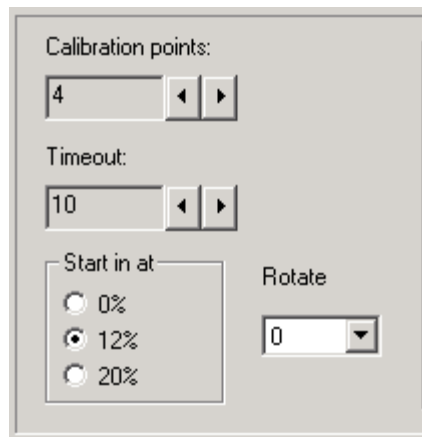 Calibration points:
4
Timeout:
10
Start in at
0%
12%
20%
Rotate
0